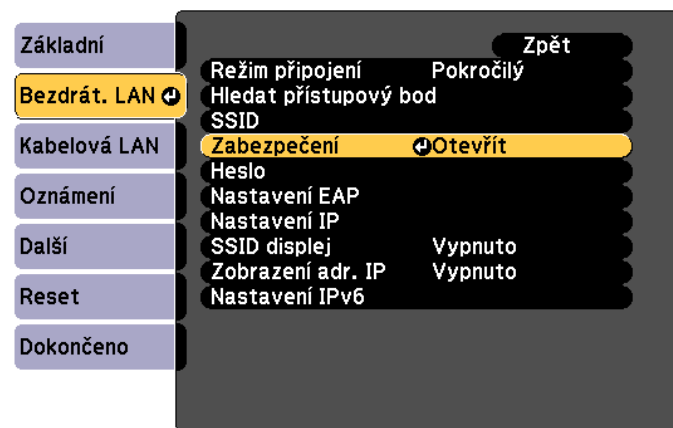 Základní
Bezdrát. LAN
Kabelová LAN
Oznámení
Další
Reset
Dokončeno
Zpět
Režim připojení Pokročilý
Hledat přístupový bod
SSID
Zabezpečení Otevřít
Heslo
Nastavení EAP
Nastavení IP
SSID displej Vypnuto
Zobrazení adr. IP Vypnuto
Nastavení IPv6